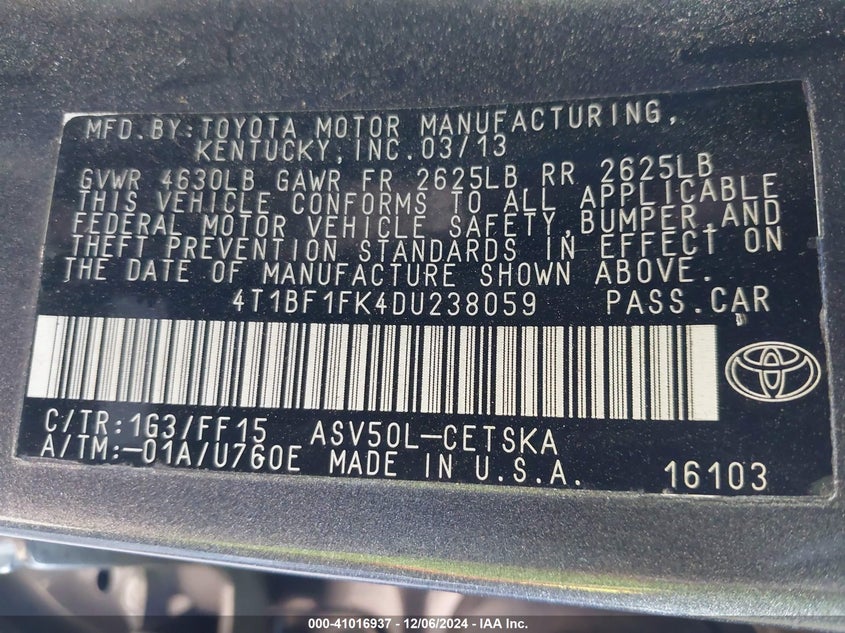 MFD. BY: TOYOTA MOTOR MANUFACTURING,
KENTUCKY, INC. 03/13
GVWR 4630LB GAWR FR 2625LB RR 2625LB
THIS VEHICLE CONFORMS TO ALL APPLICABLE
FEDERAL MOTOR VEHICLE SAFETY, BUMPER, AND
THEFT PREVENTION STANDARDS IN EFFECT ON
THE DATE OF MANUFACTURE SHOWN ABOVE.
4T1BF1FK4DU238059 PASS. CAR
C/TR: 1G3/FF15 ASV50L-CETSKA
A/TM: -01A/U760E MADE IN U.S.A. 16103
000-41016937 - 12/06/2024 - IAA Inc.